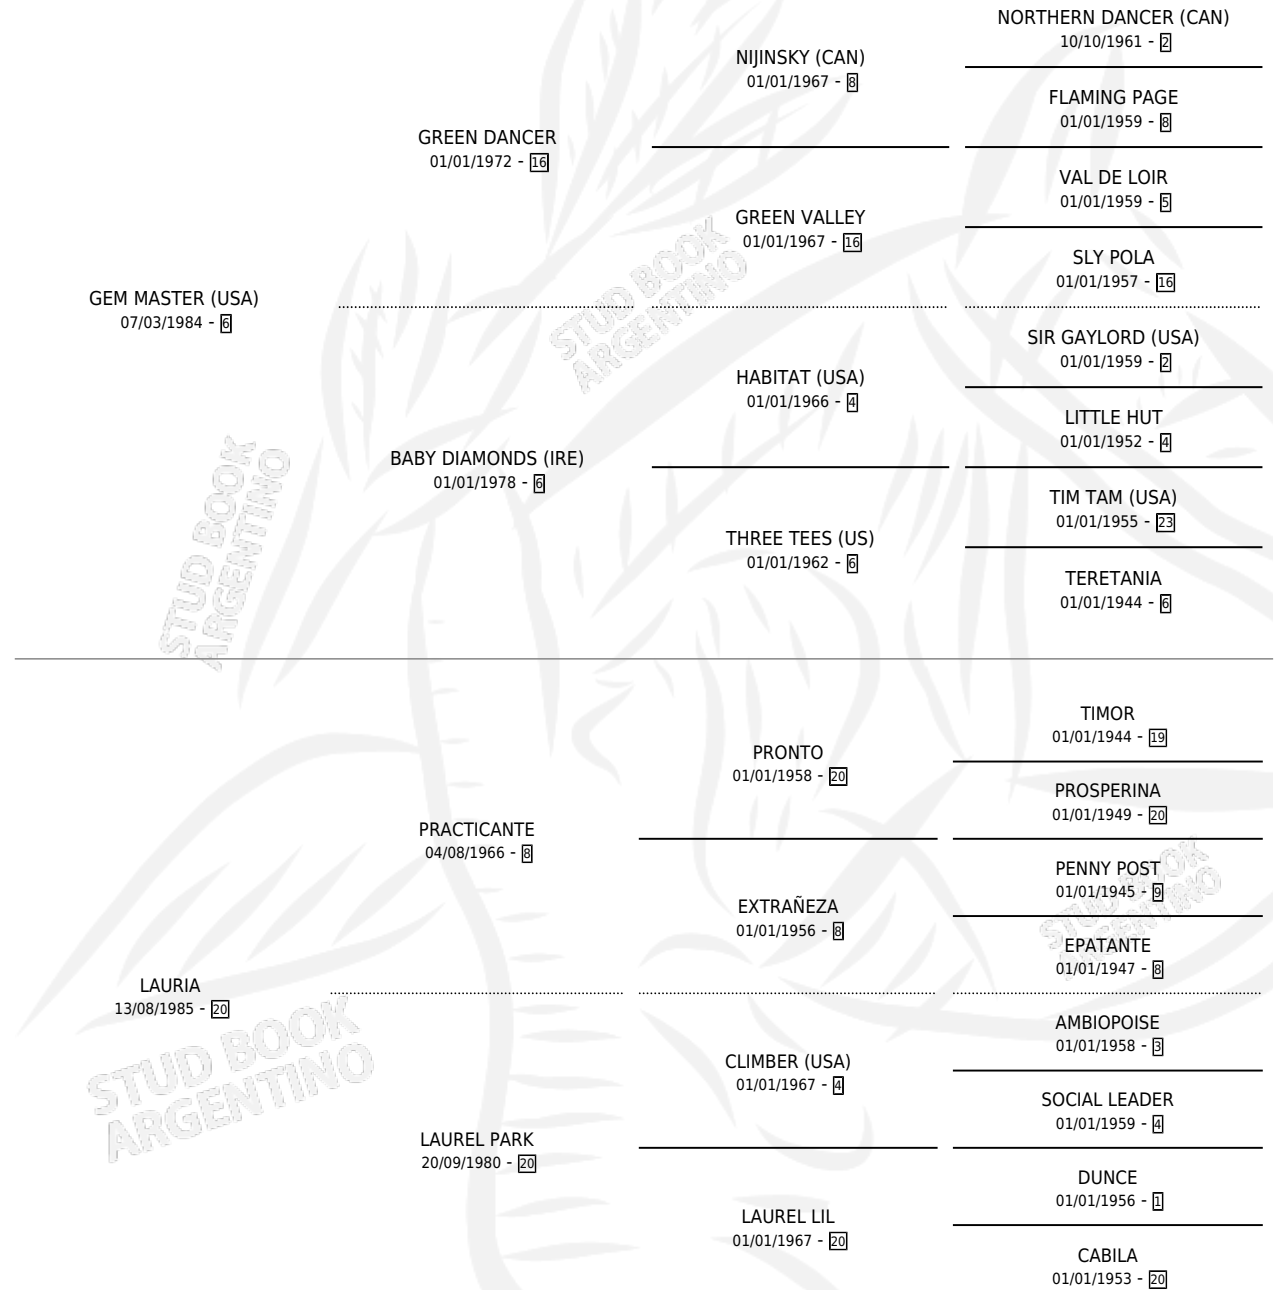 NORTHERN DANCER (CAN)
10/10/1961 - 2
NIJINSKY (CAN)
01/01/1967 - 8
FLAMING PAGE
01/01/1959 - 8
GREEN DANCER
01/01/1972 - 16
VAL DE LOIR
01/01/1959 - 5
GREEN VALLEY
01/01/1967 - 16
SLY POLA
01/01/1957 - 16
GEM MASTER (USA)
07/03/1984 - 6
STUD BOOK
ARGENTINO
SIR GAYLORD (USA)
01/01/1959 - 2
HABITAT (USA)
01/01/1966 - 4
LITTLE HUT
01/01/1952 - 4
BABY DIAMONDS (IRE)
01/01/1978 - 6
TIM TAM (USA)
01/01/1955 - 23
THREE TEES (US)
01/01/1962 - 6
TERETANIA
01/01/1944 - 6
STUD BOOK
ARGENTINO
TIMOR
01/01/1944 - 19
PRONTO
01/01/1958 - 20
PROSPERINA
01/01/1949 - 20
PRACTICANTE
04/08/1966 - 8
PENNY POST
01/01/1945 - 9
EXTRAÑEZA
01/01/1956 - 8
EPATANTE
01/01/1947 - 8
STUD BOOK
ARGENTINO
LAURIA
13/08/1985 - 20
AMBIOPOISE
01/01/1958 - 3
CLIMBER (USA)
01/01/1967 - 4
SOCIAL LEADER
01/01/1959 - 4
STUD BOOK
ARGENTINO
LAUREL PARK
20/09/1980 - 20
DUNCE
01/01/1956 - 1
LAUREL LIL
01/01/1967 - 20
CABILA
01/01/1953 - 20